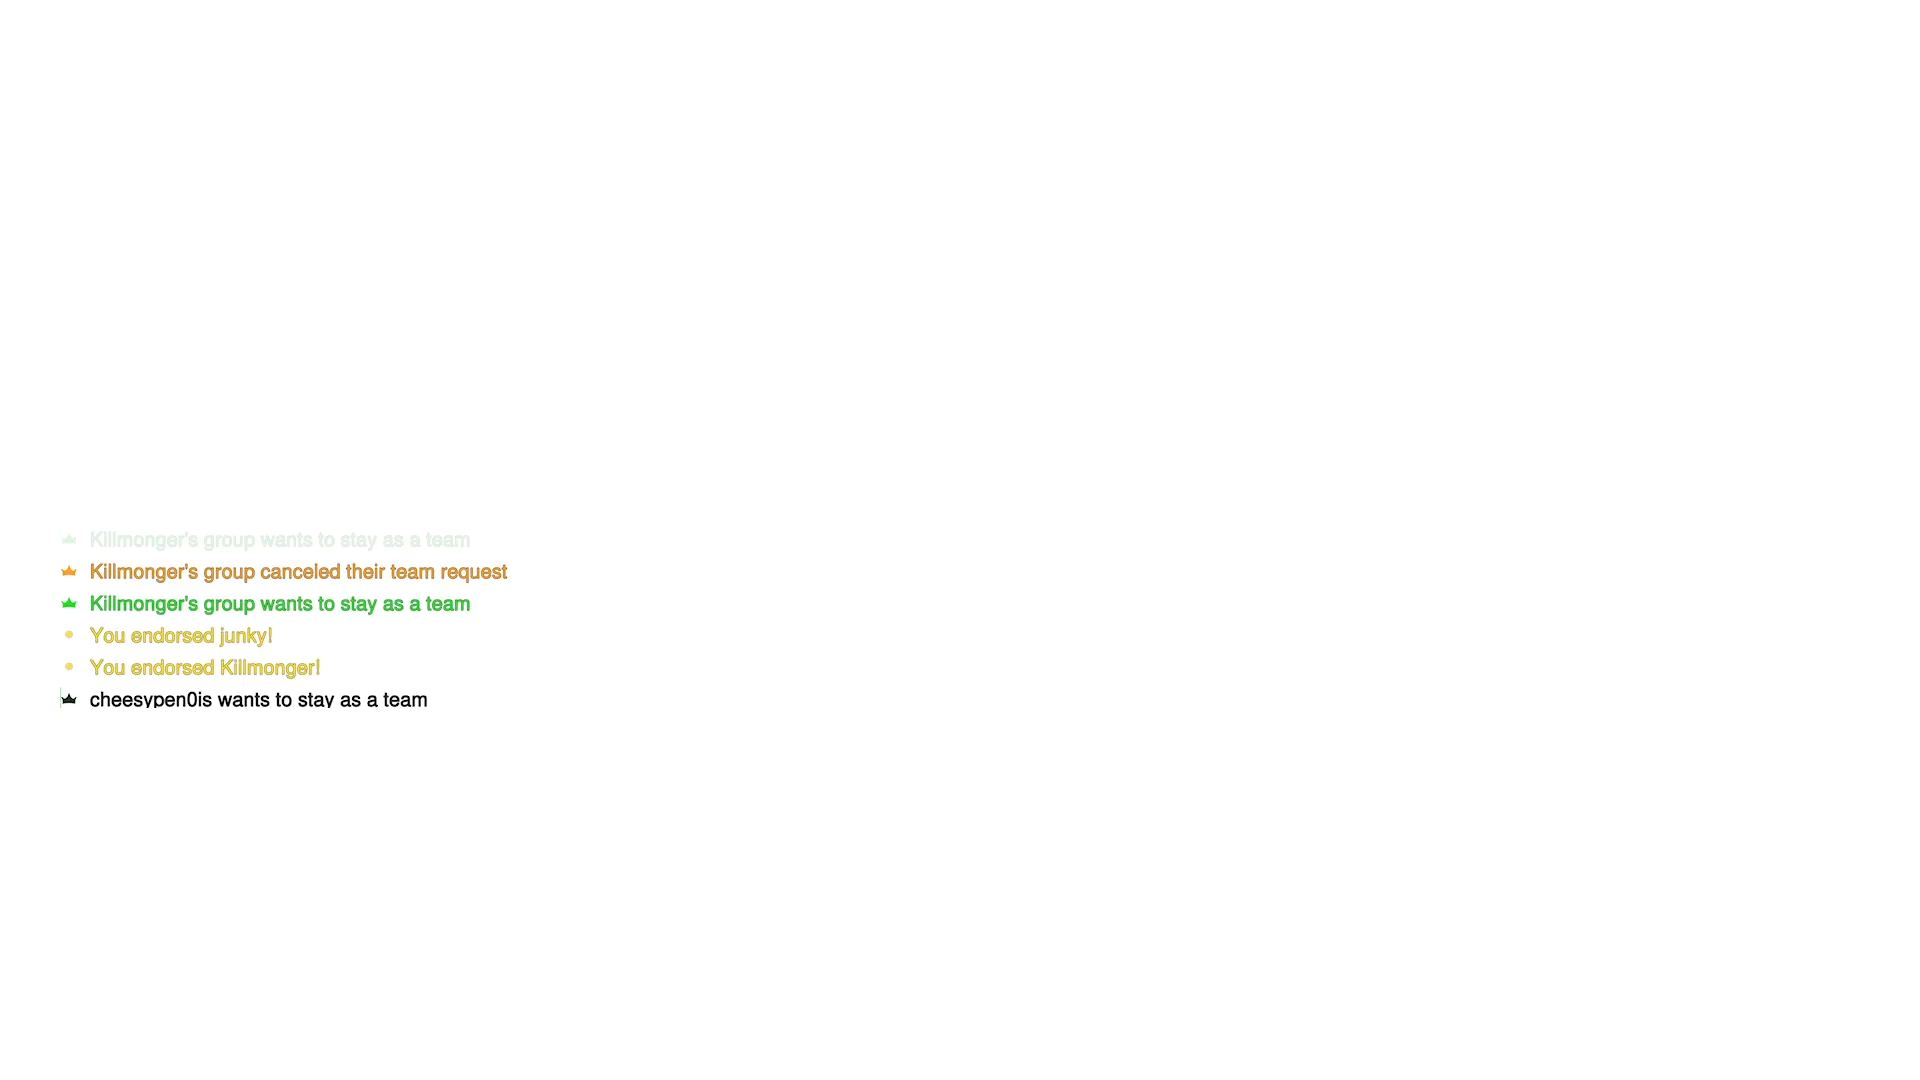 Killmonger's group wants to stay as a team
Killmonger's group canceled their team request
Killmonger's group wants to stay as a team
You endorsed junky!
You endorsed Killmonger!
cheesypen0is wants to stay as a team